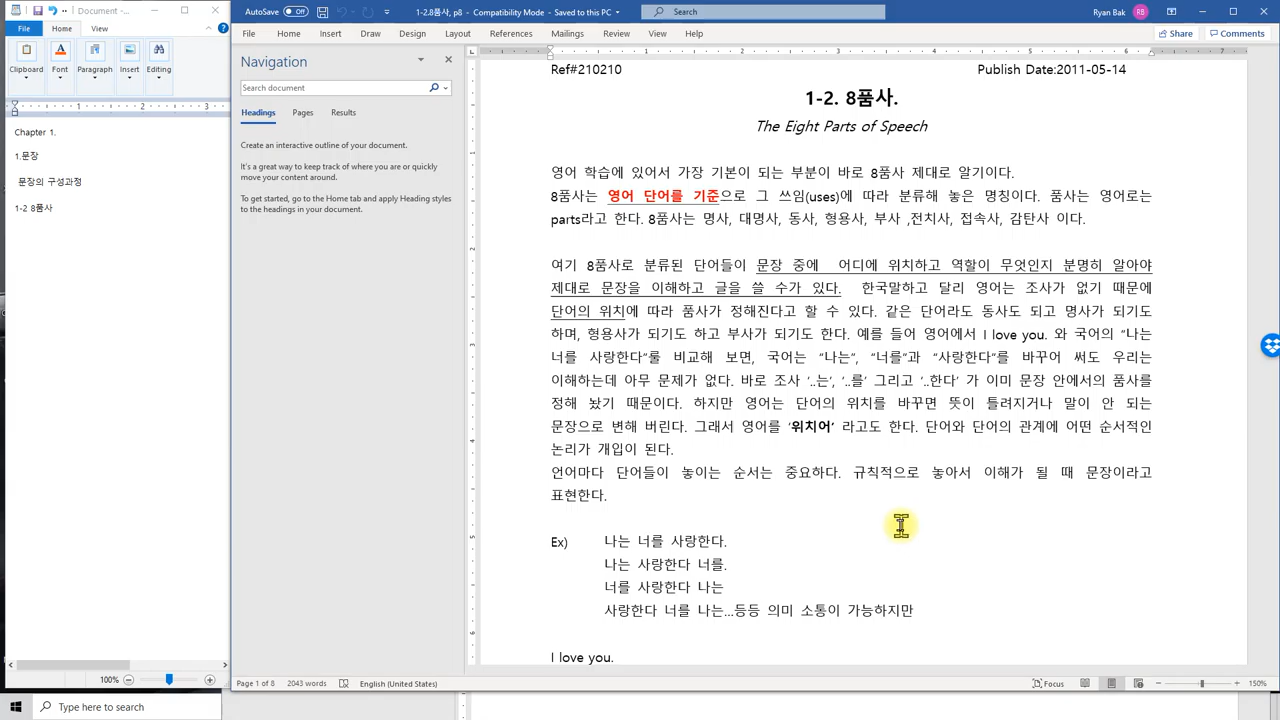 Document -
File
Home
View
Clipboard
Font
Paragraph
Insert
Editing
1
2
3
Chapter 1.
1.문장
문장의 구성과정
1-2 8품사
100%
Type here to search
AutoSave
Off
1-2.8품사, p8 - Compatibility Mode - Saved to this PC
Search
Ryan Bak
RB
File
Home
Insert
Draw
Design
Layout
References
Mailings
Review
View
Help
Share
Comments
Navigation
Search document
Headings
Pages
Results
Create an interactive outline of your document.
It's a great way to keep track of where you are or quickly
move your content around.
To get started, go to the Home tab and apply Heading styles
to the headings in your document.
1 2 3 4 5 6 7
Ref#210210
Publish Date:2011-05-14
1-2. 8품사.
The Eight Parts of Speech
영어 학습에 있어서 가장 기본이 되는 부분이 바로 8품사 제대로 알기이다.
8품사는 영어 단어를 기준으로 그 쓰임(uses)에 따라 분류해 놓은 명칭이다. 품사는 영어로는
parts라고 한다. 8품사는 명사, 대명사, 동사, 형용사, 부사 ,전치사, 접속사, 감탄사 이다.
여기 8품사로 분류된 단어들이 문장 중에 어디에 위치하고 역할이 무엇인지 분명히 알아야
제대로 문장을 이해하고 글을 쓸 수가 있다. 한국말하고 달리 영어는 조사가 없기 때문에
단어의 위치에 따라 품사가 정해진다고 할 수 있다. 같은 단어라도 동사도 되고 명사가 되기도
하며, 형용사가 되기도 하고 부사가 되기도 한다. 예를 들어 영어에서 I love you. 와 국어의 “나는
너를 사랑한다“룰 비교해 보면, 국어는 “나는”, “너를“과 “사랑한다”를 바꾸어 써도 우리는
이해하는데 아무 문제가 없다. 바로 조사 ‘..는’, ‘..를’ 그리고 ‘..한다’ 가 이미 문장 안에서의 품사를
정해 놨기 때문이다. 하지만 영어는 단어의 위치를 바꾸면 뜻이 틀려지거나 말이 안 되는
문장으로 변해 버린다. 그래서 영어를 ‘위치어’ 라고도 한다. 단어와 단어의 관계에 어떤 순서적인
논리가 개입이 된다.
언어마다 단어들이 놓이는 순서는 중요하다. 규칙적으로 놓아서 이해가 될 때 문장이라고
표현한다.
Ex) 나는 너를 사랑한다.
나는 사랑한다 너를.
너를 사랑한다 나는
사랑한다 너를 나는...등등 의미 소통이 가능하지만
I love you.
Page 1 of 8
2043 words
English (United States)
Focus
150%